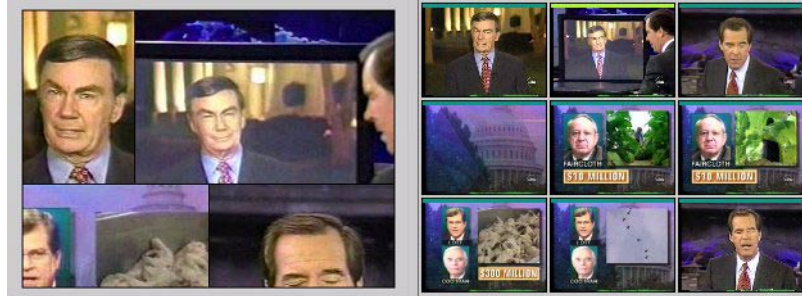 FAIRCLOTH
$10 MILLION
FAIRCLOTH
$10 MILLION
LOTT
COCHRAN
$300 MILLION
LOTT
COCHRAN